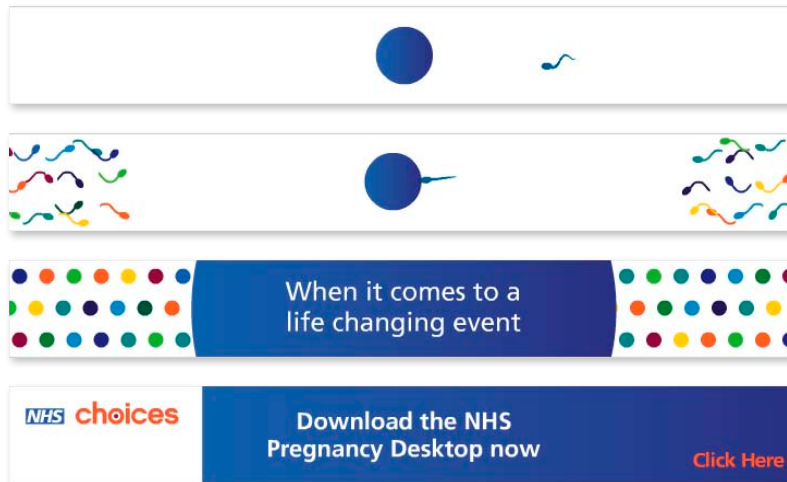 When it comes to a
life changing event
NHS choices
Download the NHS
Pregnancy Desktop now
Click Here